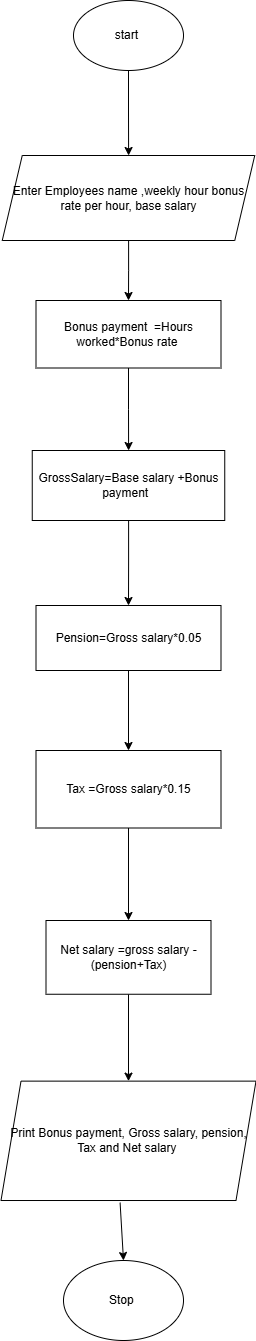 start
Enter Employees name ,weekly hour bonus
rate per hour, base salary
Bonus payment  =Hours
worked*Bonus rate
GrossSalary=Base salary +Bonus
payment
Pension=Gross salary*0.05
Tax =Gross salary*0.15
Net salary =gross salary -
(pension+Tax)
Print Bonus payment, Gross salary, pension,
Tax and Net salary
Stop